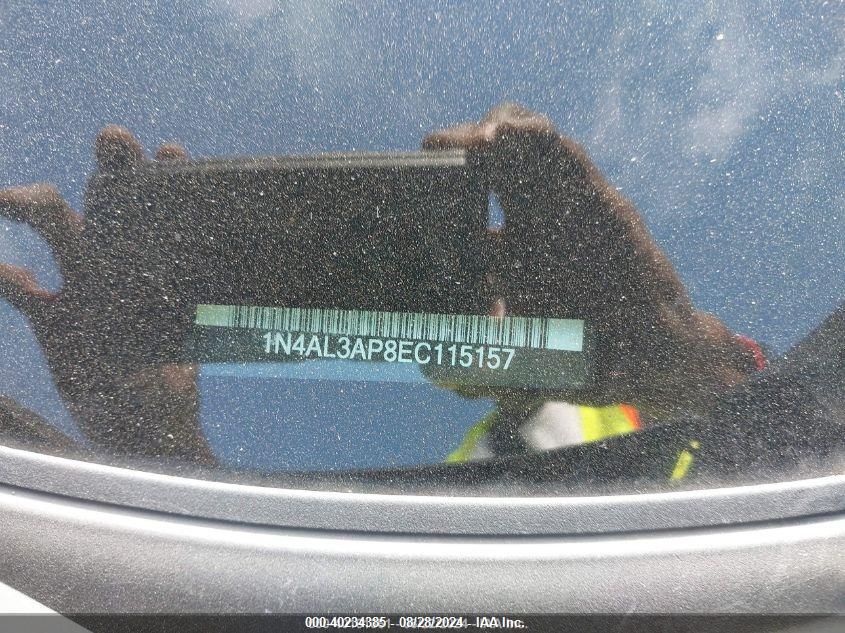 1N4AL3AP8EC115157
000-40234385 - 08/28/2024 - IAA Inc.